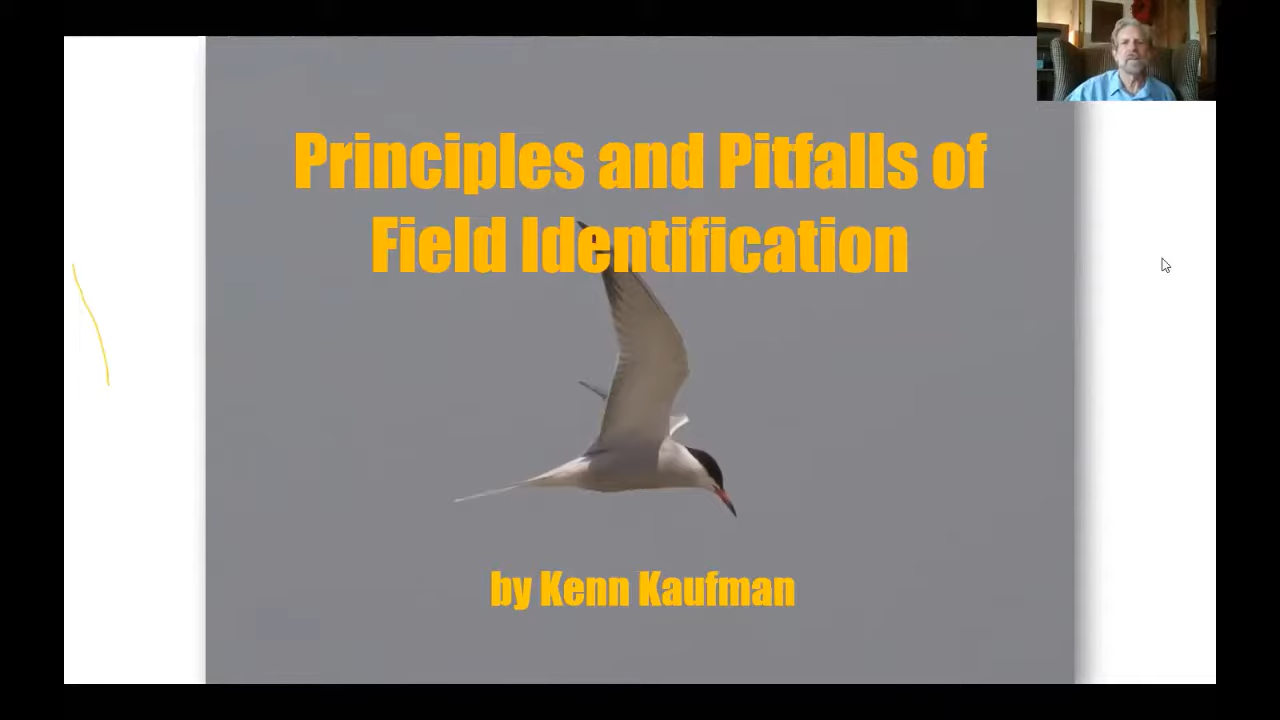 Principles and Pitfalls of
Field Identification
by Kenn Kaufman